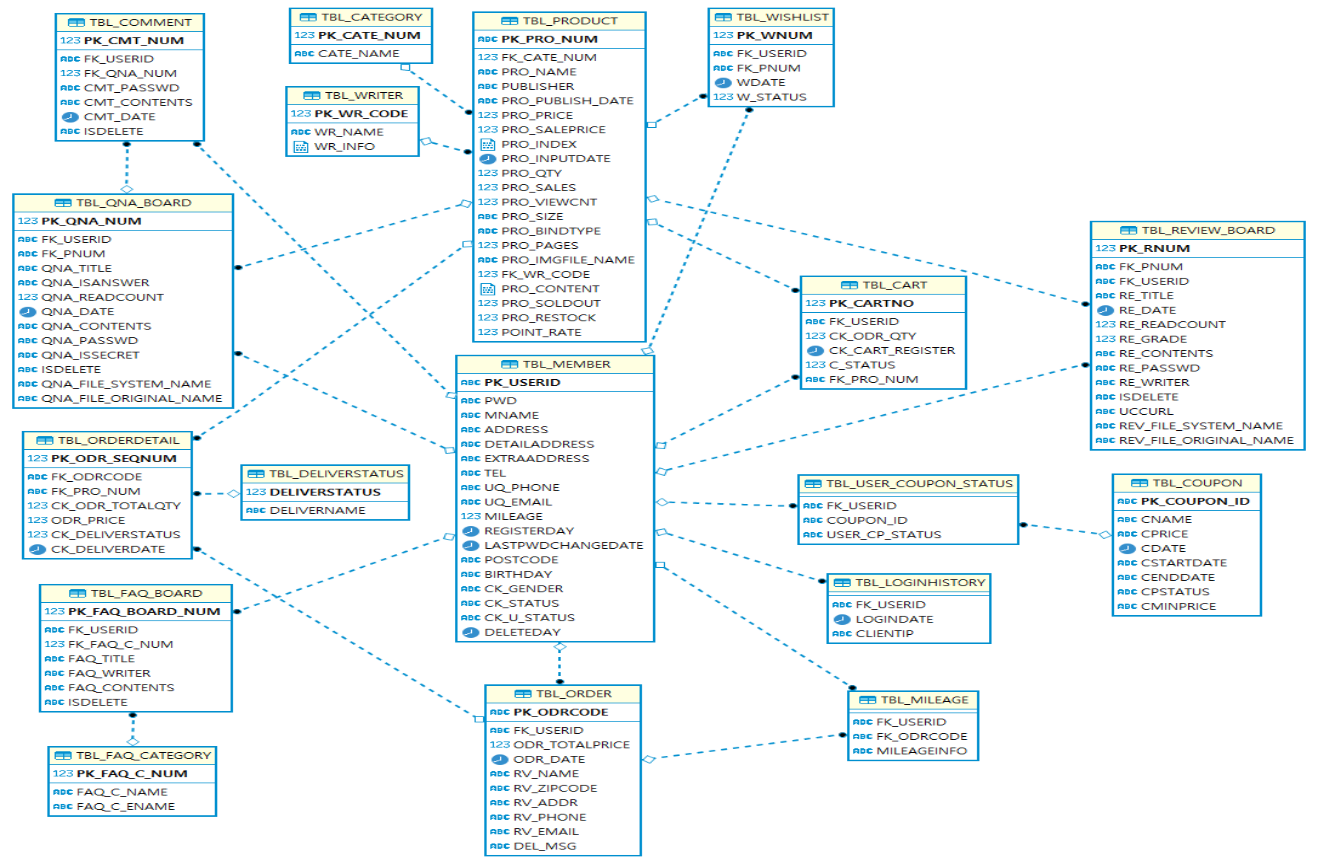 TBL_COMMENT
123 PK_CMT_NUM
ABC FK_USERID
123 FK_QNA_NUM
ABC CMT_PASSWD
ABC CMT_CONTENTS
CMT_DATE
ABC ISDELETE
TBL_CATEGORY
123 PK_CATE_NUM
ABC CATE_NAME
TBL_WRITER
123 PK_WR_CODE
ABC WR_NAME
WR_INFO
TBL_PRODUCT
ABC PK_PRO_NUM
123 FK_CATE_NUM
ABC PRO_NAME
ABC PUBLISHER
ABC PRO_PUBLISH_DATE
123 PRO_PRICE
123 PRO_SALEPRICE
PRO_INDEX
PRO_INPUTDATE
123 PRO_QTY
123 PRO_SALES
123 PRO_VIEWCNT
ABC PRO_SIZE
ABC PRO_BINDTYPE
123 PRO_PAGES
ABC PRO_IMGFILE_NAME
123 FK_WR_CODE
PRO_CONTENT
123 PRO_SOLDOUT
123 PRO_RESTOCK
123 POINT_RATE
TBL_WISHLIST
123 PK_WNUM
ABC FK_USERID
ABC FK_PNUM
WDATE
123 W_STATUS
TBL_QNA_BOARD
123 PK_QNA_NUM
ABC FK_USERID
ABC FK_PNUM
ABC QNA_TITLE
ABC QNA_ISANSWER
123 QNA_READCOUNT
QNA_DATE
ABC QNA_CONTENTS
ABC QNA_PASSWD
ABC QNA_ISSECRET
ABC ISDELETE
ABC QNA_FILE_SYSTEM_NAME
ABC QNA_FILE_ORIGINAL_NAME
TBL_REVIEW_BOARD
123 PK_RNUM
ABC FK_PNUM
ABC FK_USERID
ABC RE_TITLE
RE_DATE
123 RE_READCOUNT
123 RE_GRADE
ABC RE_CONTENTS
ABC RE_PASSWD
ABC RE_WRITER
ABC ISDELETE
ABC UCCURL
ABC REV_FILE_SYSTEM_NAME
ABC REV_FILE_ORIGINAL_NAME
TBL_CART
123 PK_CARTNO
ABC FK_USERID
123 CK_ODR_QTY
CK_CART_REGISTER
123 C_STATUS
ABC FK_PRO_NUM
TBL_MEMBER
ABC PK_USERID
ABC PWD
ABC MNAME
ABC ADDRESS
ABC DETAILADDRESS
ABC EXTRAADDRESS
ABC TEL
ABC UQ_PHONE
ABC UQ_EMAIL
123 MILEAGE
REGISTERDAY
LASTPWDCHANGEDATE
ABC POSTCODE
ABC BIRTHDAY
ABC CK_GENDER
ABC CK_STATUS
ABC CK_U_STATUS
DELETEDAY
TBL_ORDERDETAIL
123 PK_ODR_SEQNUM
ABC FK_ODRCODE
ABC FK_PRO_NUM
123 CK_ODR_TOTALQTY
123 ODR_PRICE
123 CK_DELIVERSTATUS
CK_DELIVERDATE
TBL_DELIVERSTATUS
123 DELIVERSTATUS
ABC DELIVERNAME
TBL_USER_COUPON_STATUS
ABC FK_USERID
ABC COUPON_ID
ABC USER_CP_STATUS
TBL_COUPON
ABC PK_COUPON_ID
ABC CNAME
ABC CPRICE
CDATE
ABC CSTARTDATE
ABC CENDDATE
ABC CPSTATUS
ABC CMINPRICE
TBL_LOGINHISTORY
ABC FK_USERID
LOGINDATE
ABC CLIENTIP
TBL_FAQ_BOARD
123 PK_FAQ_BOARD_NUM
ABC FK_USERID
123 FK_FAQ_C_NUM
ABC FAQ_TITLE
ABC FAQ_WRITER
ABC FAQ_CONTENTS
ABC ISDELETE
TBL_FAQ_CATEGORY
123 PK_FAQ_C_NUM
ABC FAQ_C_NAME
ABC FAQ_C_ENAME
TBL_ORDER
ABC PK_ODRCODE
ABC FK_USERID
123 ODR_TOTALPRICE
ODR_DATE
ABC RV_NAME
ABC RV_ZIPCODE
ABC RV_ADDR
ABC RV_PHONE
ABC RV_EMAIL
ABC DEL_MSG
TBL_MILEAGE
ABC FK_USERID
ABC FK_ODRCODE
ABC MILEAGEINFO